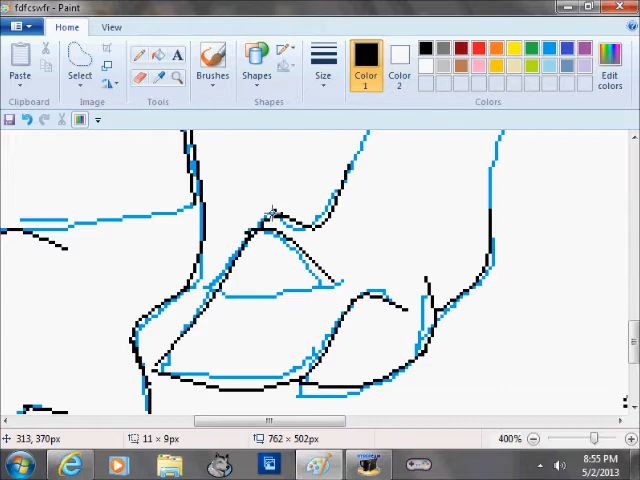 fdfcswfr - Paint
Home View
Paste Select Brushes Shapes Size Color 1 Color 2 Edit colors
Clipboard Image Tools Shapes Colors
313, 370px 11 × 9px 762 × 502px 400%
8:55 PM
5/2/2013